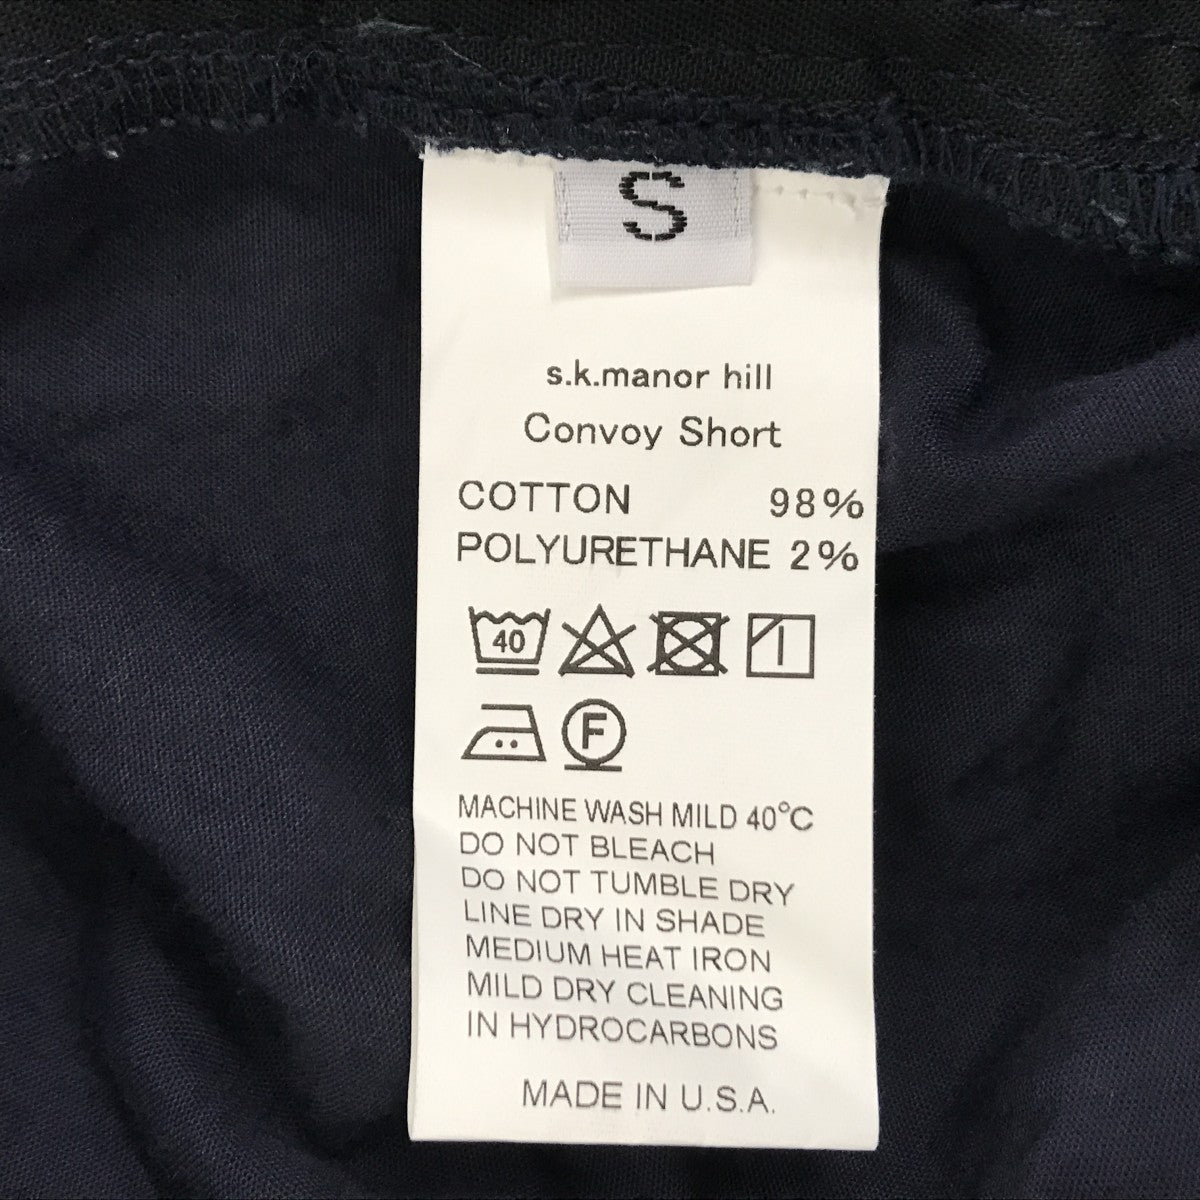 S
s.k.manor hill
Convoy Short
COTTON 98%
POLYURETHANE 2%
40
F
MACHINE WASH MILD 40°C
DO NOT BLEACH
DO NOT TUMBLE DRY
LINE DRY IN SHADE
MEDIUM HEAT IRON
MILD DRY CLEANING
IN HYDROCARBONS
MADE IN U.S.A.